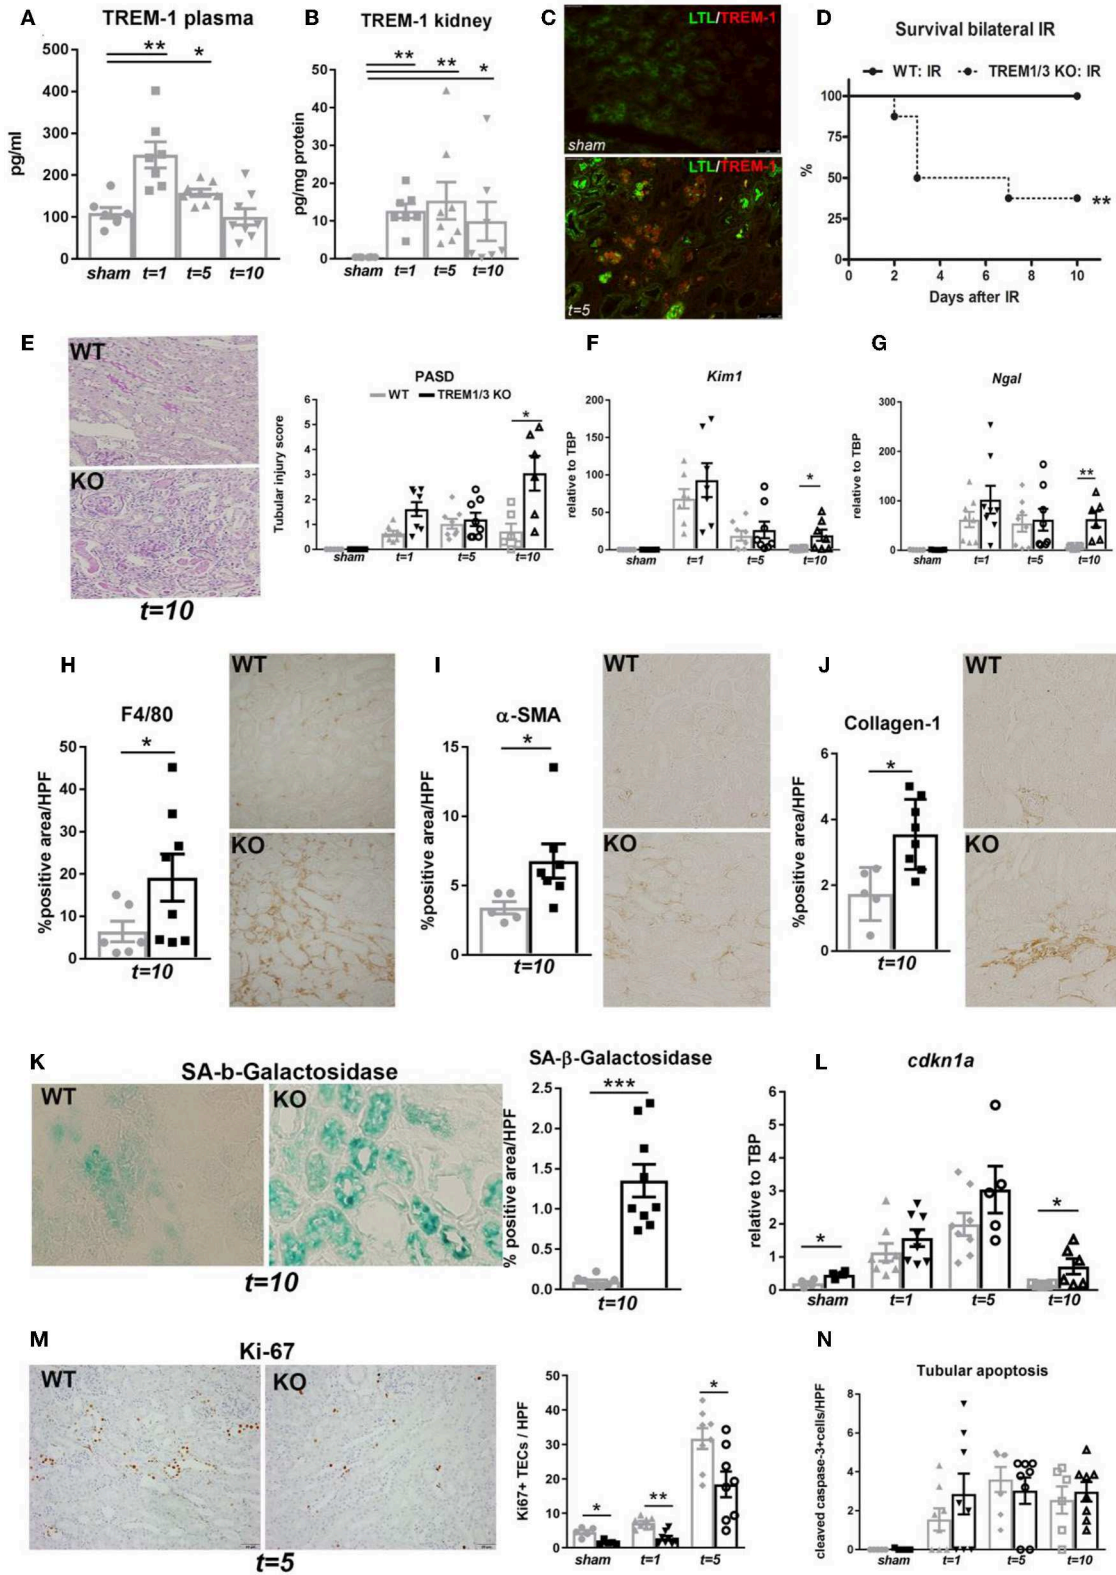 A
TREM-1 plasma
500
400
300
200
100
0
pg/ml
**
*
sham t=1 t=5 t=10
B
TREM-1 kidney
50
40
30
20
10
0
pg/mg protein
**
**
*
sham t=1 t=5 t=10
C
LTL/TREM-1
sham
LTL/TREM-1
t=5
D
Survival bilateral IR
WT: IR TREM1/3 KO: IR
100
75
50
25
0
%
**
0 2 4 6 8 10
Days after IR
E
WT
KO
t=10
PASD
WT TREM1/3 KO
6
5
4
3
2
1
0
Tubular injury score
*
sham t=1 t=5 t=10
F
Kim1
200
150
100
50
0
relative to TBP
*
sham t=1 t=5 t=10
G
Ngal
300
200
100
0
relative to TBP
**
sham t=1 t=5 t=10
H
F4/80
50
40
30
20
10
0
%positive area/HPF
*
t=10
WT
KO
I
α-SMA
15
10
5
0
%positive area/HPF
*
t=10
WT
KO
J
Collagen-1
6
4
2
0
%positive area/HPF
*
t=10
WT
KO
K
SA-b-Galactosidase
WT
KO
t=10
SA-β-Galactosidase
2.5
2.0
1.5
1.0
0.5
0.0
% positive area/HPF
***
t=10
L
cdkn1a
6
5
4
3
2
1
0
relative to TBP
*
*
sham t=1 t=5 t=10
M
Ki-67
WT
KO
t=5
50
40
30
20
10
0
Ki67+ TECs / HPF
*
**
*
sham t=1 t=5
N
Tubular apoptosis
8
6
4
2
0
cleaved caspase-3+cells/HPF
sham t=1 t=5 t=10